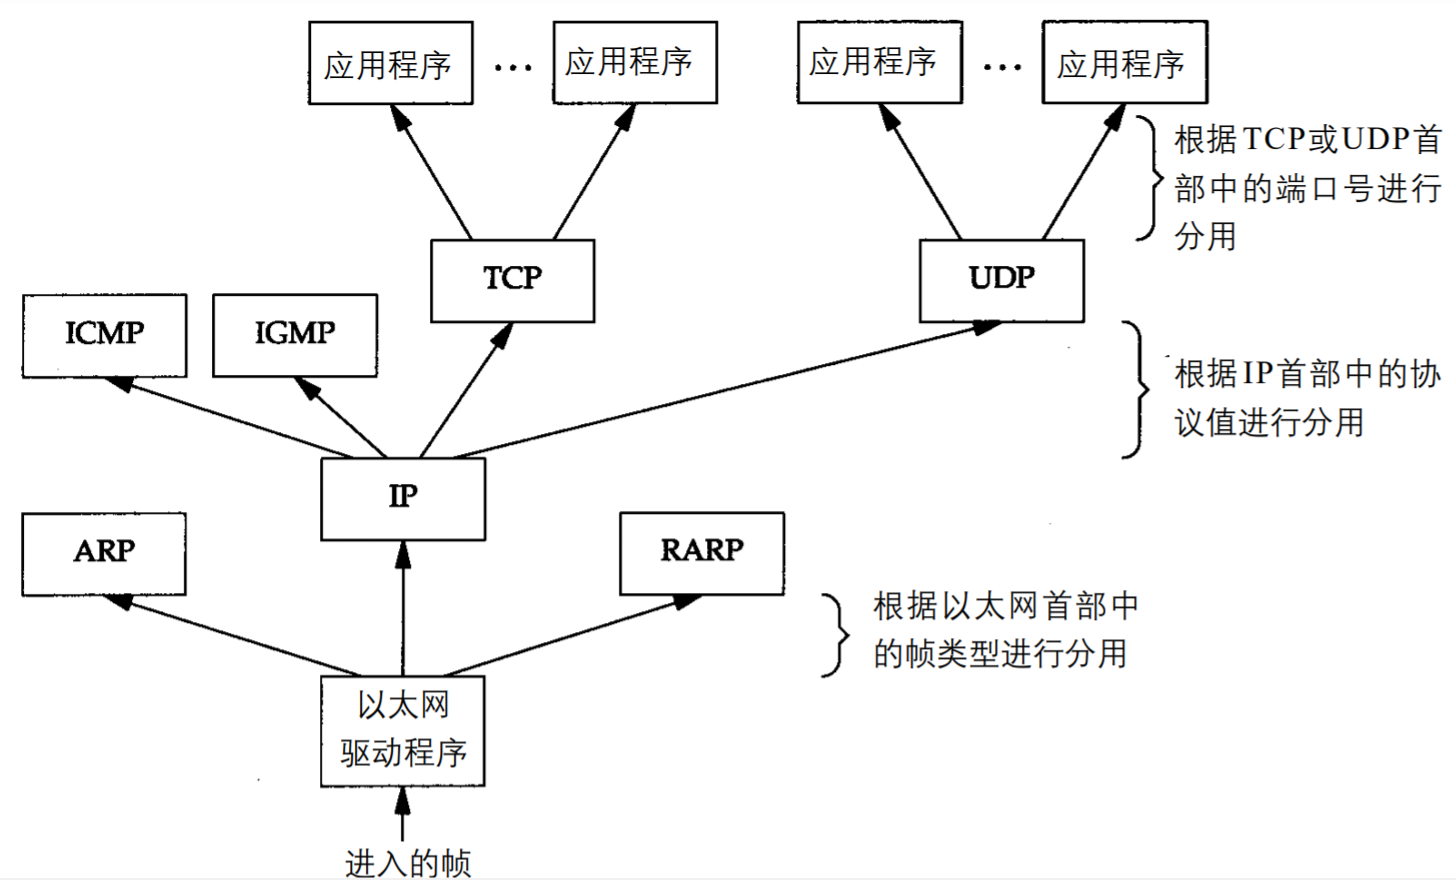 应用程序 … 应用程序 应用程序 … 应用程序
根据TCP或UDP首
部中的端口号进行
分用
TCP UDP
ICMP IGMP
根据IP首部中的协
议值进行分用
IP
ARP RARP
根据以太网首部中
的帧类型进行分用
以太网
驱动程序
进入的帧